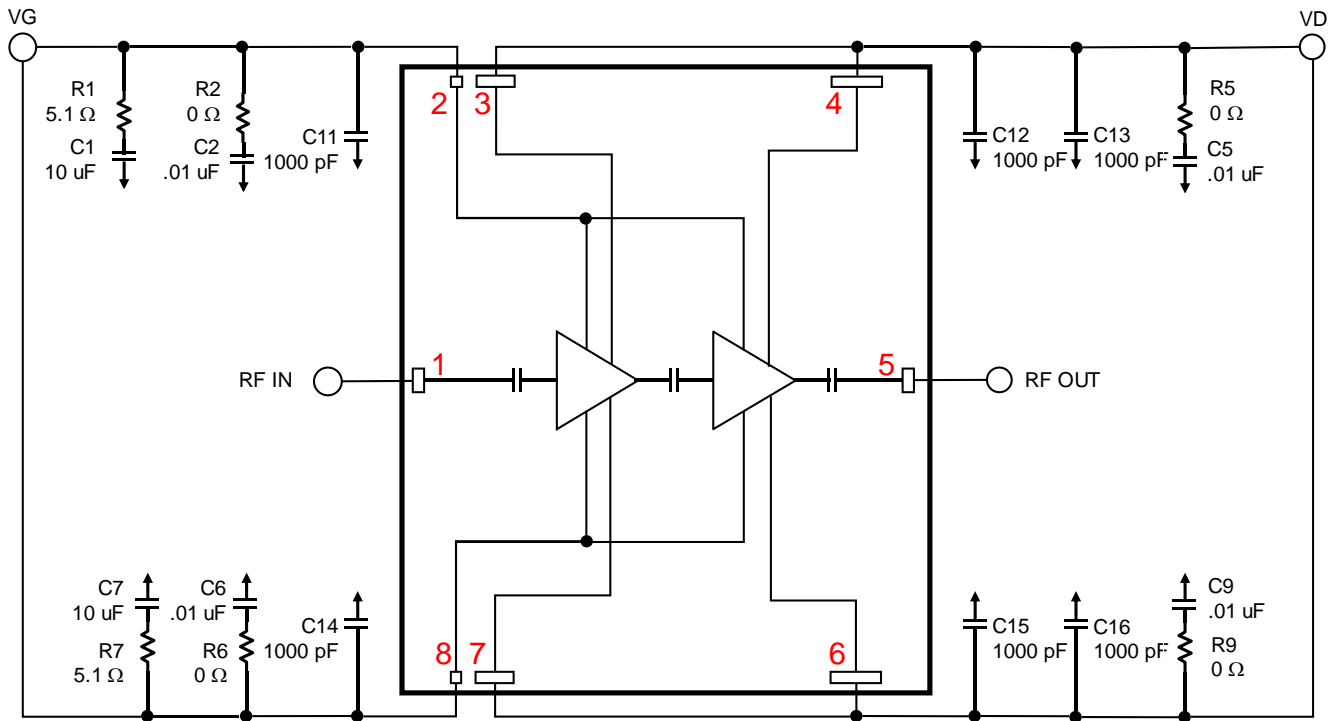 VG
VD
R1
5.1 Ω
C1
10 uF
R2
0 Ω
C2
.01 uF
C11
1000 pF
2
3
4
C12
1000 pF
C13
1000 pF
R5
0 Ω
C5
.01 uF
RF IN
1
5
RF OUT
C7
10 uF
R7
5.1 Ω
C6
.01 uF
R6
0 Ω
C14
1000 pF
8
7
6
C15
1000 pF
C16
1000 pF
C9
.01 uF
R9
0 Ω